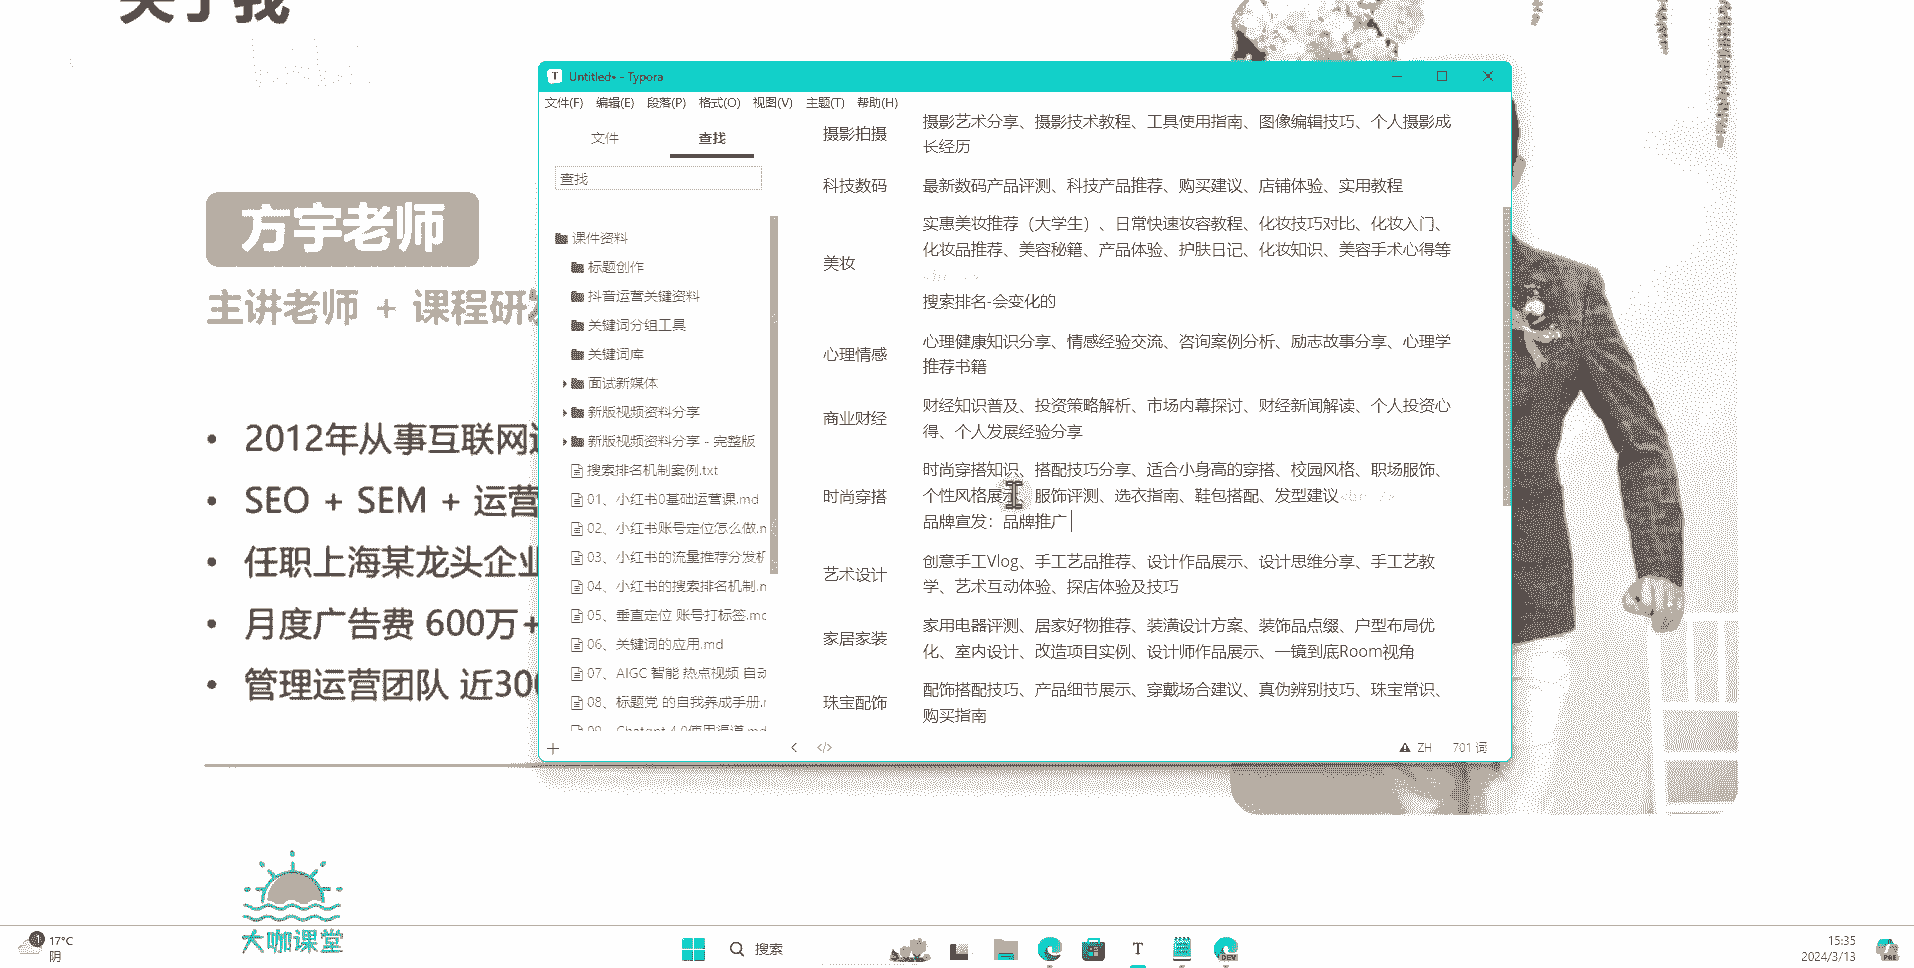 关于我
方宇老师
主讲老师 + 课程研发
• 2012年从事互联网
• SEO + SEM + 运营
• 任职上海某龙头企业
• 月度广告费 600万+
• 管理运营团队 近300
大咖课堂
Untitled• - Typora
文件(F) 编辑(E) 段落(P) 格式(O) 视图(V) 主题(T) 帮助(H)
文件 查找
查找
课件资料
标题创作
抖音运营关键资料
关键词分组工具
关键词库
面试新媒体
新版视频资料分享
新版视频资料分享 - 完整版
搜索排名机制案例.txt
01、小红书0基础运营课.md
02、小红书账号定位怎么做.m
03、小红书的流量推荐分发机
04、小红书的搜索排名机制.m
05、垂直定位 账号打标签.md
06、关键词的应用.md
07、AIGC 智能 热点视频 自动
08、标题党 的自我养成手册.m
09、Chatgpt 4.0使用渠道.md
摄影拍摄
摄影艺术分享、摄影技术教程、工具使用指南、图像编辑技巧、个人摄影成
长经历
科技数码
最新数码产品评测、科技产品推荐、购买建议、店铺体验、实用教程
美妆
实惠美妆推荐（大学生）、日常快速妆容教程、化妆技巧对比、化妆入门、
化妆品推荐、美容秘籍、产品体验、护肤日记、化妆知识、美容手术心得等
搜索排名-会变化的
心理情感
心理健康知识分享、情感经验交流、咨询案例分析、励志故事分享、心理学
推荐书籍
商业财经
财经知识普及、投资策略解析、市场内幕探讨、财经新闻解读、个人投资心
得、个人发展经验分享
时尚穿搭
时尚穿搭知识、搭配技巧分享、适合小身高的穿搭、校园风格、职场服饰、
个性风格展示、服饰评测、选衣指南、鞋包搭配、发型建议
品牌宣发：品牌推广
艺术设计
创意手工Vlog、手工艺品推荐、设计作品展示、设计思维分享、手工艺教
学、艺术互动体验、探店体验及技巧
家居家装
家用电器评测、居家好物推荐、装潢设计方案、装饰品点缀、户型布局优
化、室内设计、改造项目实例、设计师作品展示、一镜到底Room视角
珠宝配饰
配饰搭配技巧、产品细节展示、穿戴场合建议、真伪辨别技巧、珠宝常识、
购买指南
ZH 701 词
1
17°C
阴
搜索
15:35
2024/3/13